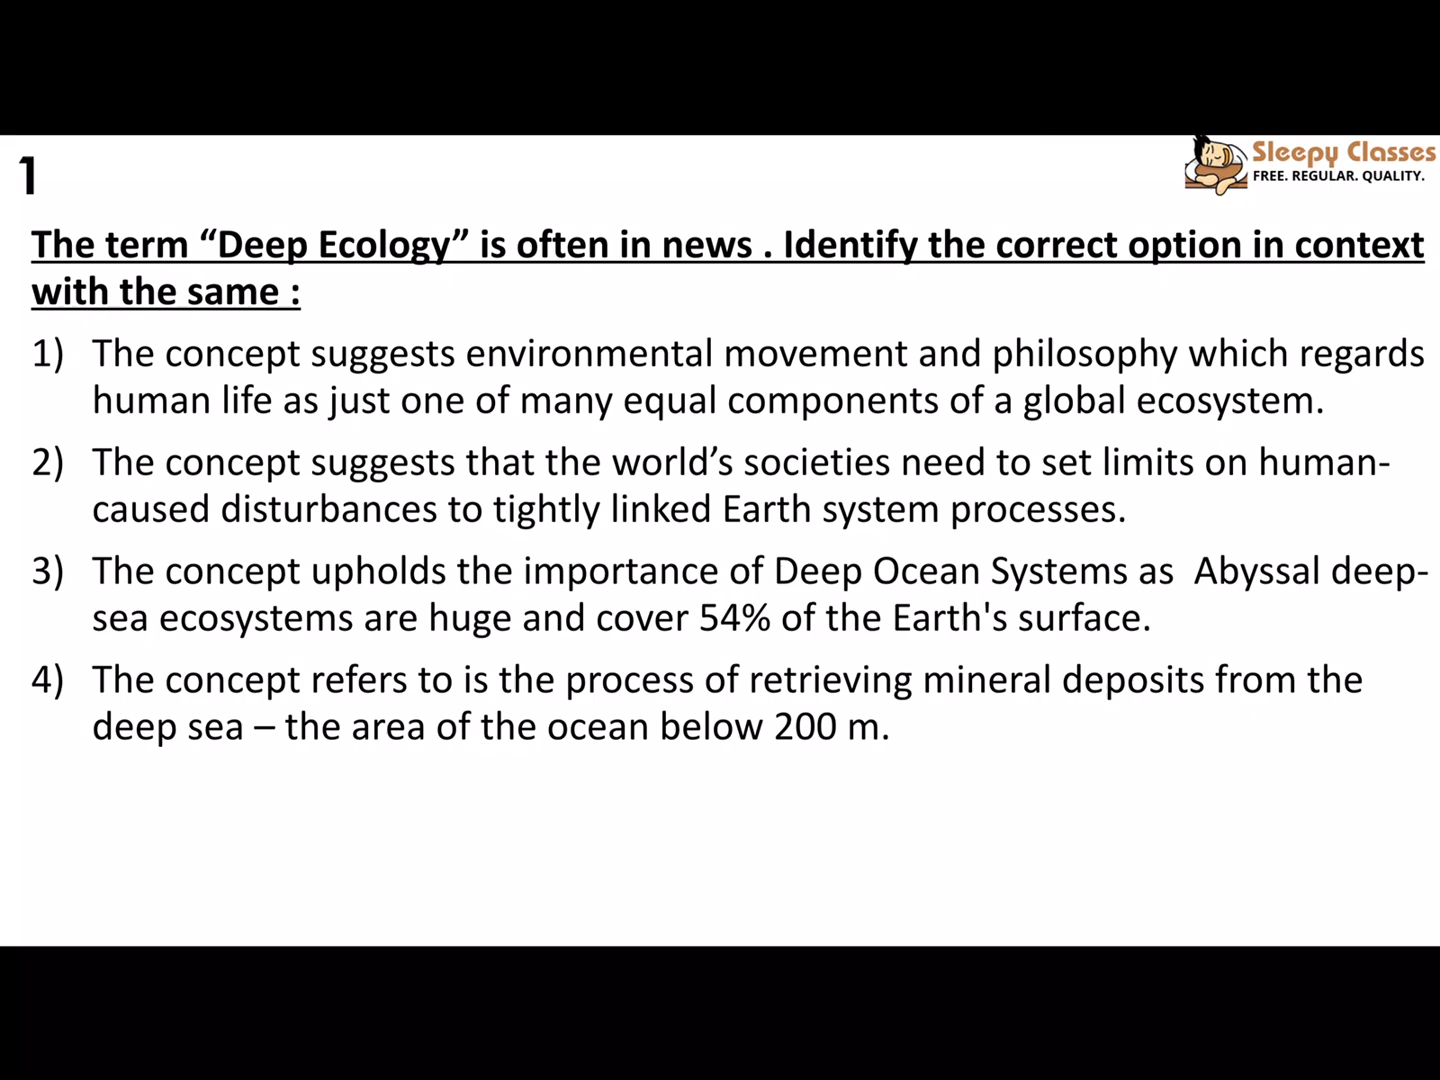 1
Sleepy Classes
FREE. REGULAR. QUALITY.
The term “Deep Ecology” is often in news . Identify the correct option in context
with the same :
1) The concept suggests environmental movement and philosophy which regards
human life as just one of many equal components of a global ecosystem.
2) The concept suggests that the world’s societies need to set limits on human-
caused disturbances to tightly linked Earth system processes.
3) The concept upholds the importance of Deep Ocean Systems as  Abyssal deep-
sea ecosystems are huge and cover 54% of the Earth's surface.
4) The concept refers to is the process of retrieving mineral deposits from the
deep sea – the area of the ocean below 200 m.